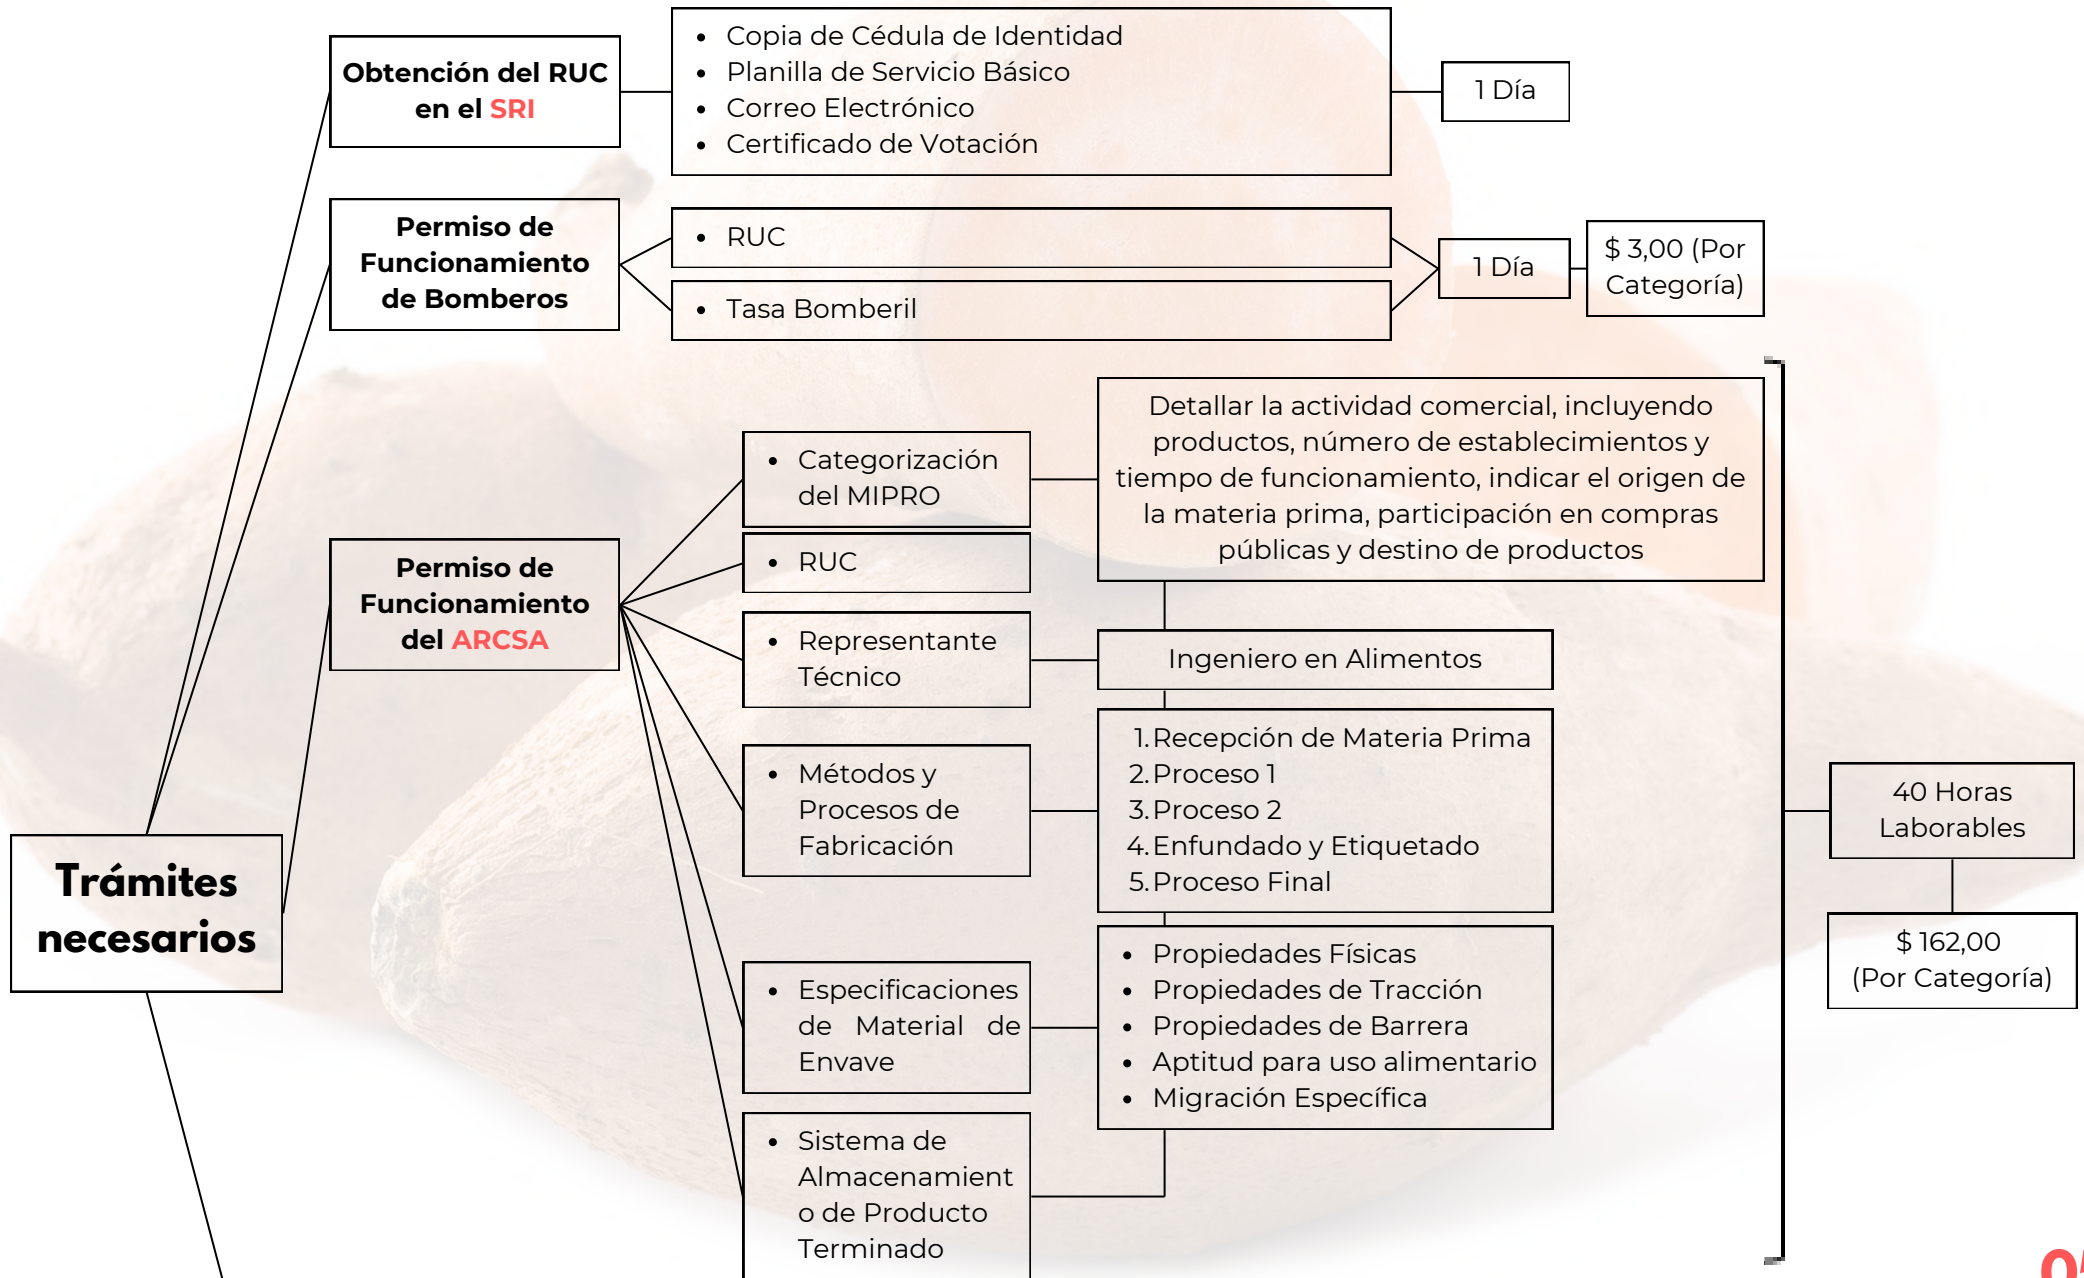 Obtención del RUC
en el SRI
• Copia de Cédula de Identidad
• Planilla de Servicio Básico
• Correo Electrónico
• Certificado de Votación
1 Día
Permiso de
Funcionamiento
de Bomberos
• RUC
• Tasa Bomberil
1 Día
$ 3,00 (Por
Categoría)
Trámites
necesarios
Permiso de
Funcionamiento
del ARCSA
• Categorización
del MIPRO
Detallar la actividad comercial, incluyendo
productos, número de establecimientos y
tiempo de funcionamiento, indicar el origen de
la materia prima, participación en compras
públicas y destino de productos
• RUC
• Representante
Técnico
Ingeniero en Alimentos
• Métodos y
Procesos de
Fabricación
1. Recepción de Materia Prima
2. Proceso 1
3. Proceso 2
4. Enfundado y Etiquetado
5. Proceso Final
• Especificaciones
de Material de
Envave
• Propiedades Físicas
• Propiedades de Tracción
• Propiedades de Barrera
• Aptitud para uso alimentario
• Migración Específica
• Sistema de
Almacenamient
o de Producto
Terminado
40 Horas
Laborables
$ 162,00
(Por Categoría)